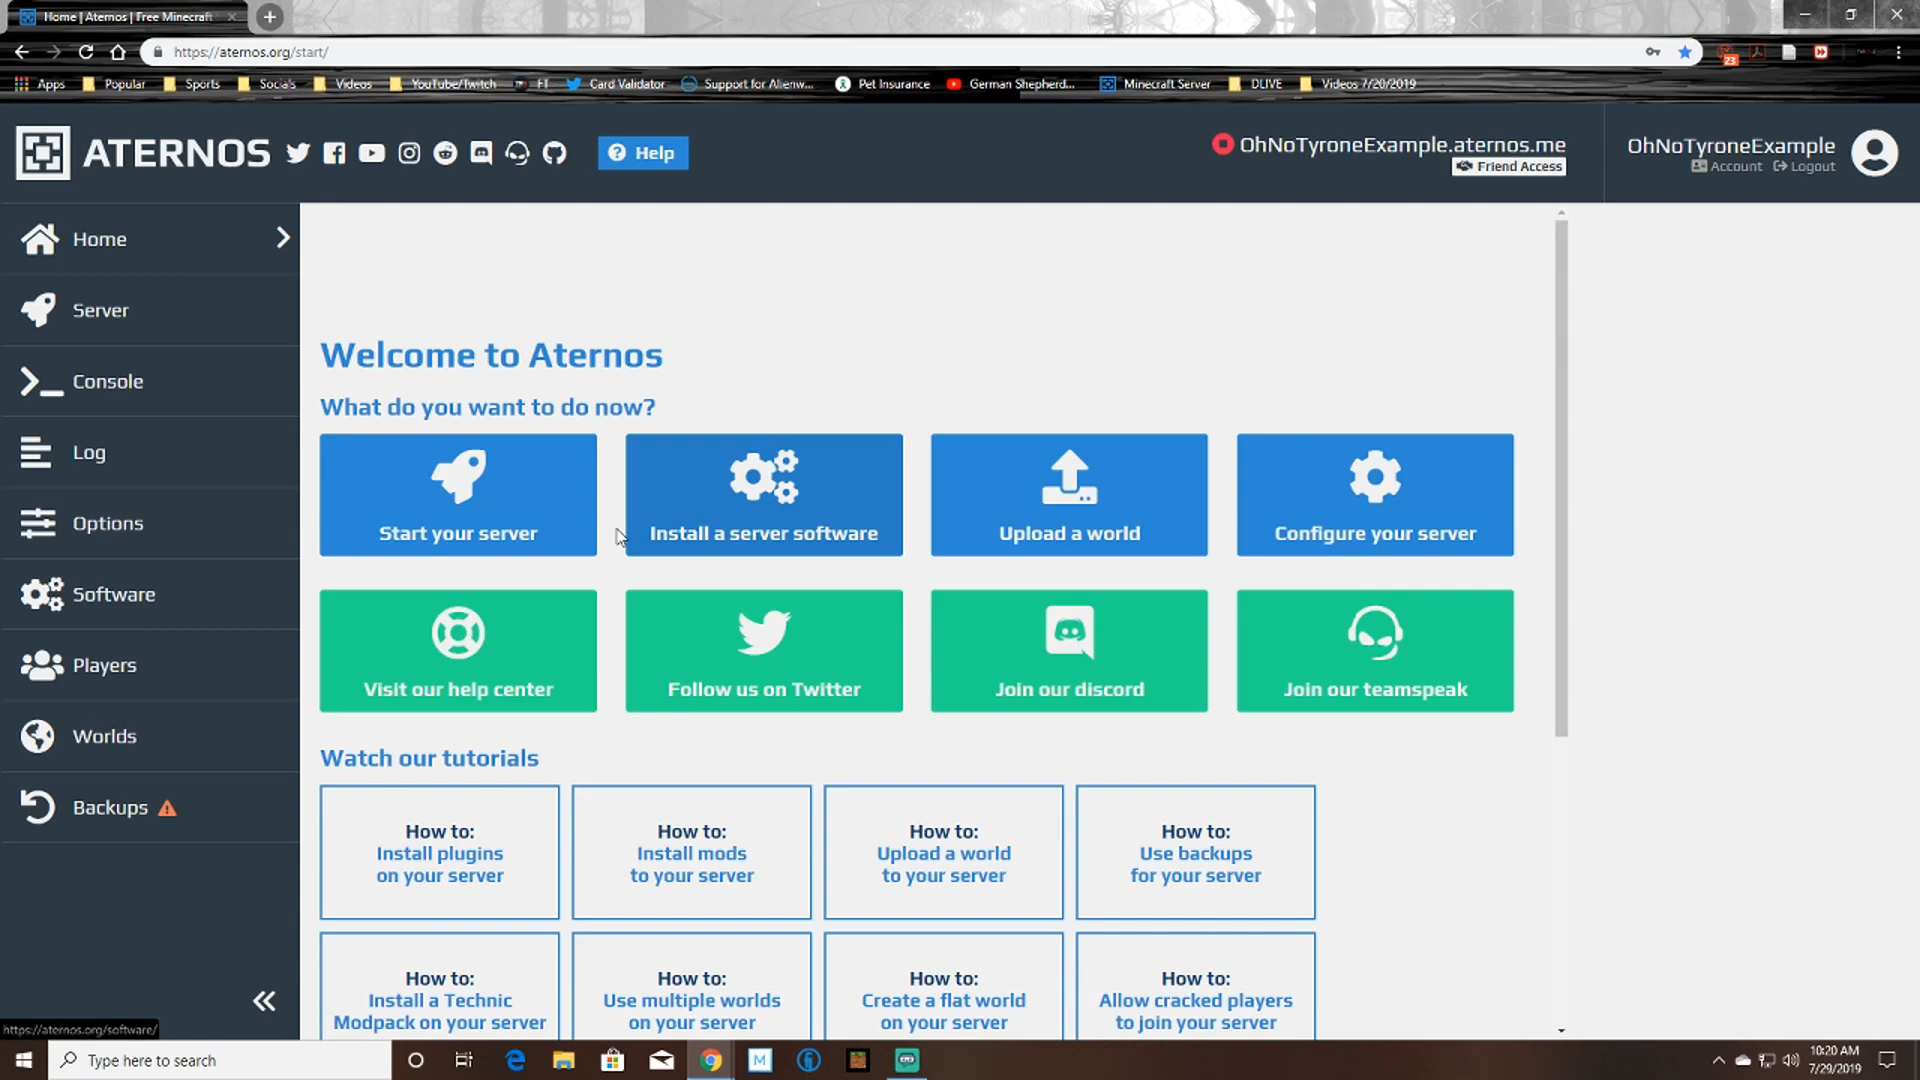 Home | Aternos | Free Minecraft
https://aternos.org/start/
23
Apps
Popular
Sports
Socials
Videos
YouTube/Twitch
FT
Card Validator
Support for Alienw...
Pet Insurance
German Shepherd...
Minecraft Server
DLIVE
Videos 7/20/2019
ATERNOS
Help
OhNoTyroneExample.aternos.me
Friend Access
OhNoTyroneExample
Account Logout
Home
Server
Console
Log
Options
Software
Players
Worlds
Backups
Welcome to Aternos
What do you want to do now?
Start your server
Install a server software
Upload a world
Configure your server
Visit our help center
Follow us on Twitter
Join our discord
Join our teamspeak
Watch our tutorials
How to:
Install plugins
on your server
How to:
Install mods
to your server
How to:
Upload a world
to your server
How to:
Use backups
for your server
How to:
Install a Technic
Modpack on your server
How to:
Use multiple worlds
on your server
How to:
Create a flat world
on your server
How to:
Allow cracked players
to join your server
https://aternos.org/software/
Type here to search
M
10:20 AM
7/29/2019